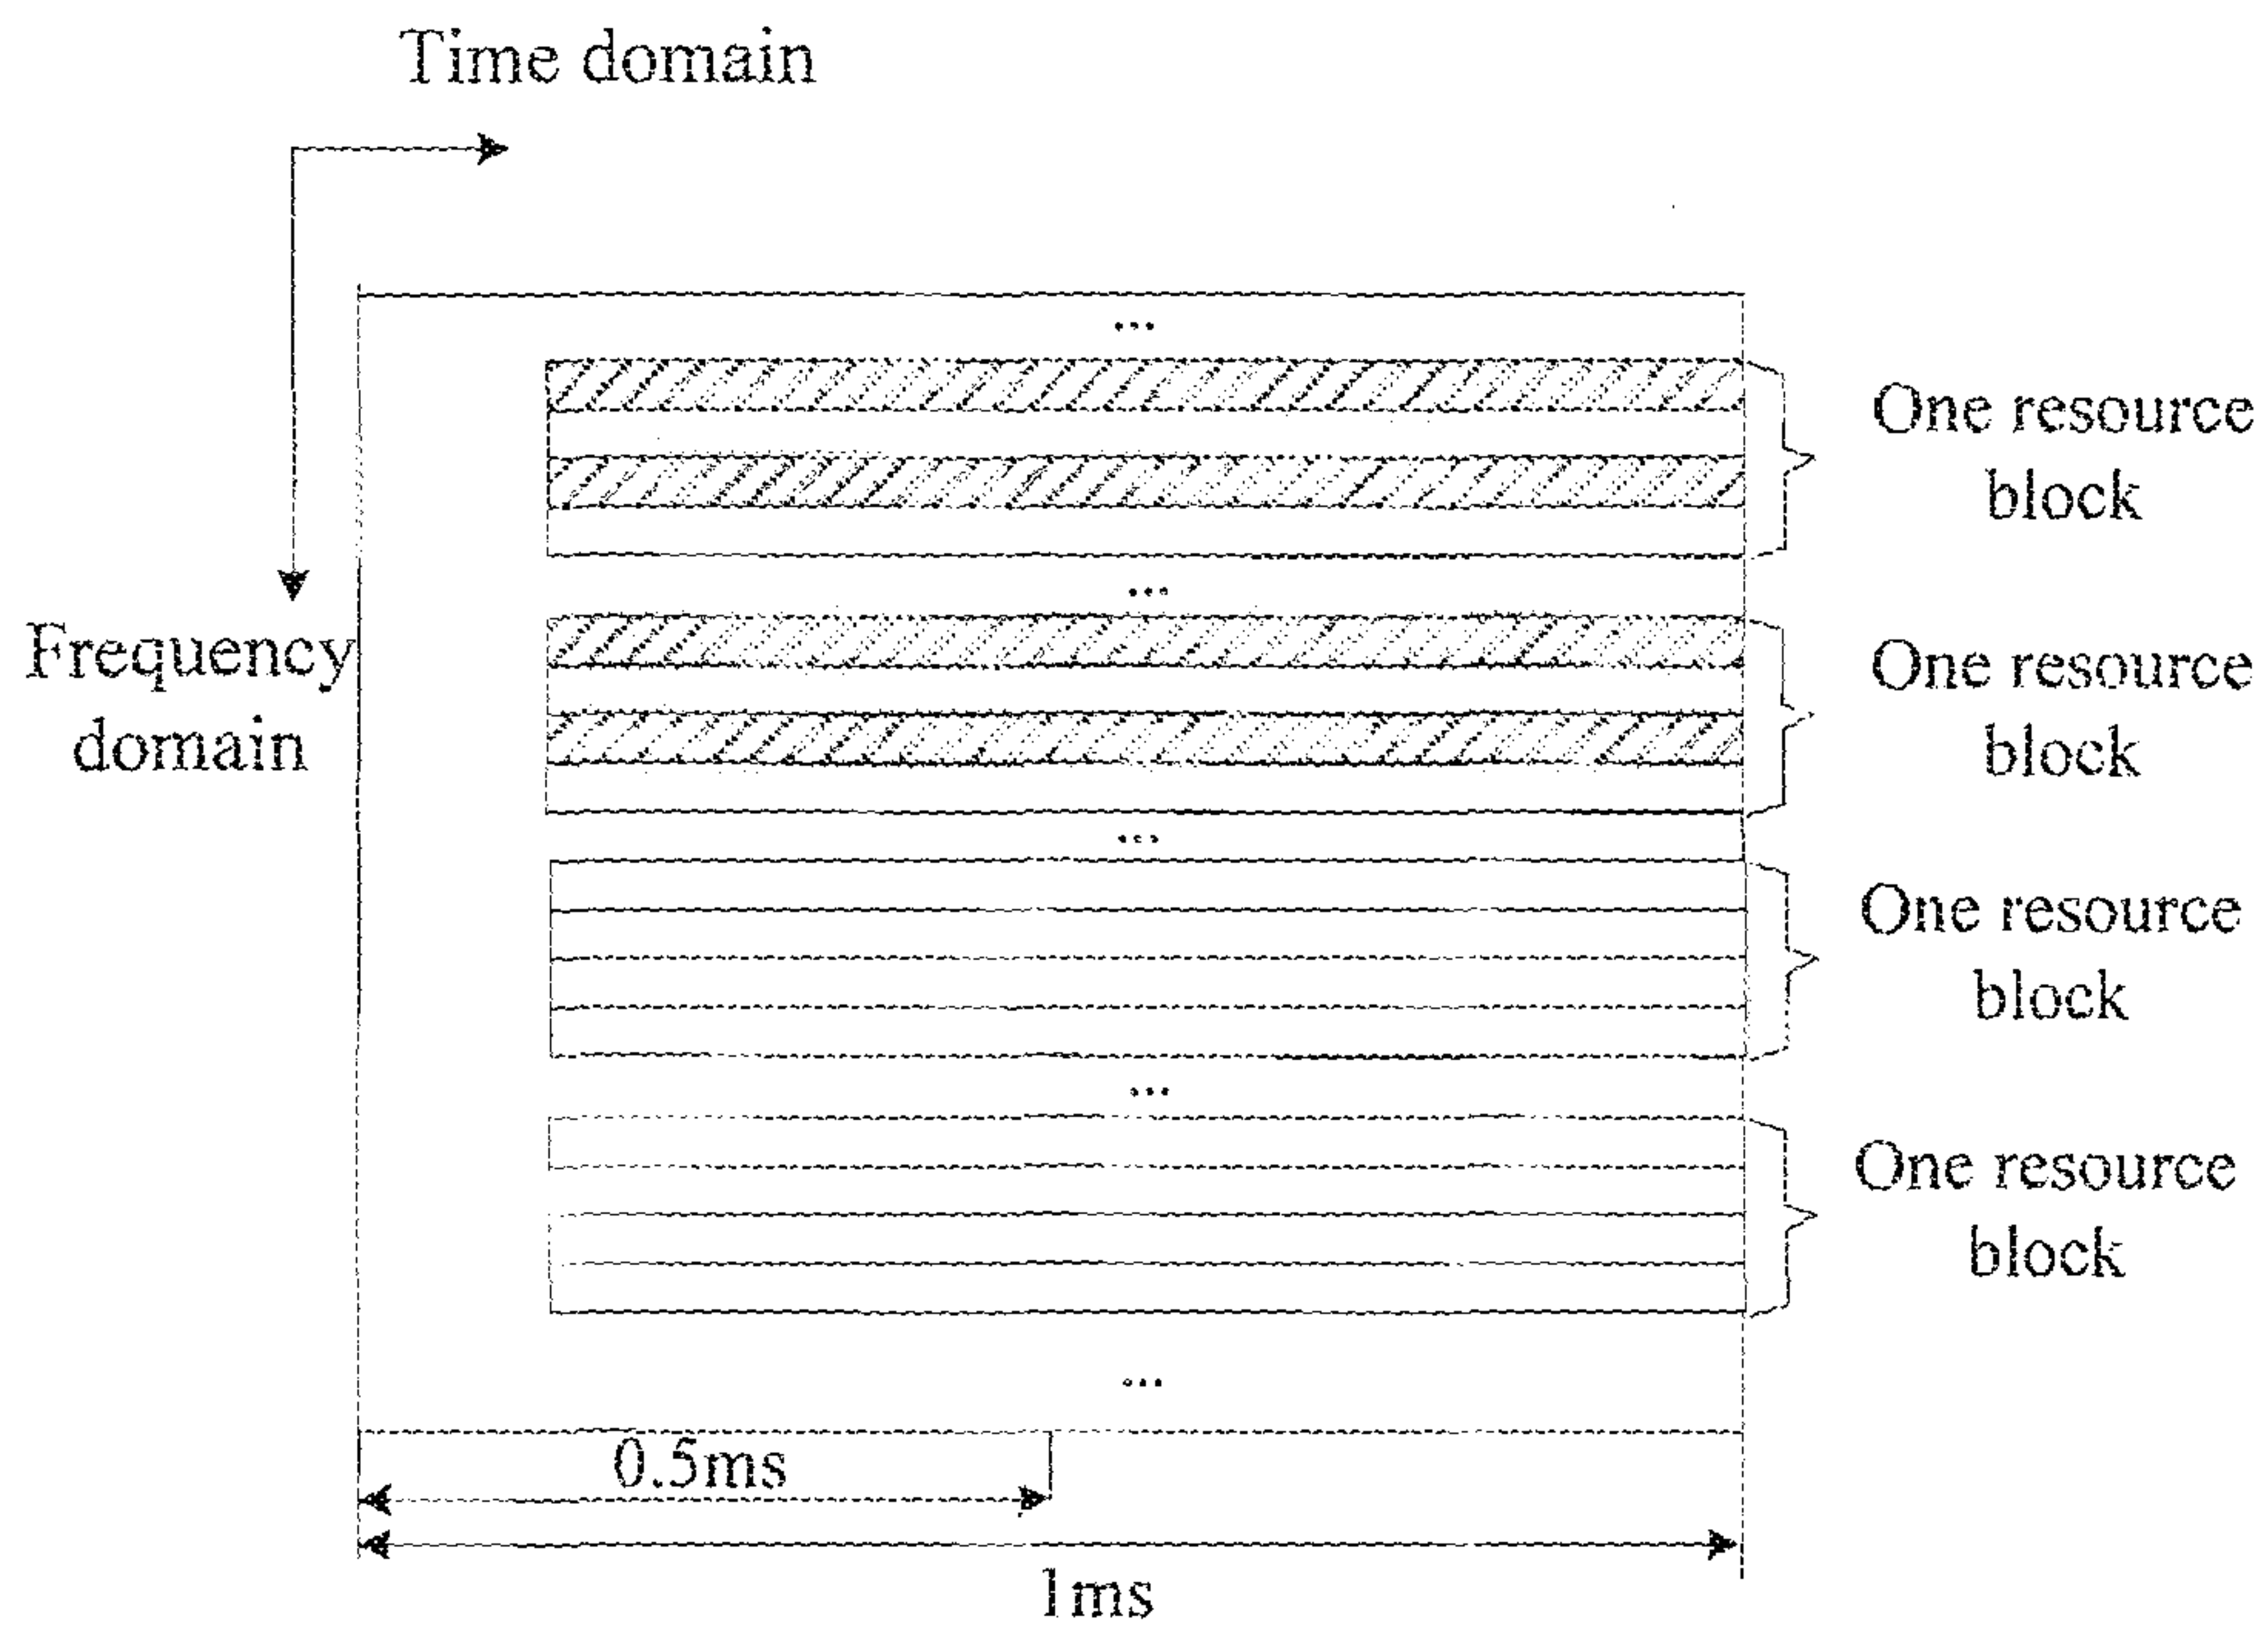 Time domain
...
One resource
block
...
Frequency
domain
One resource
block
...
One resource
block
...
One resource
block
...
0.5ms
1ms